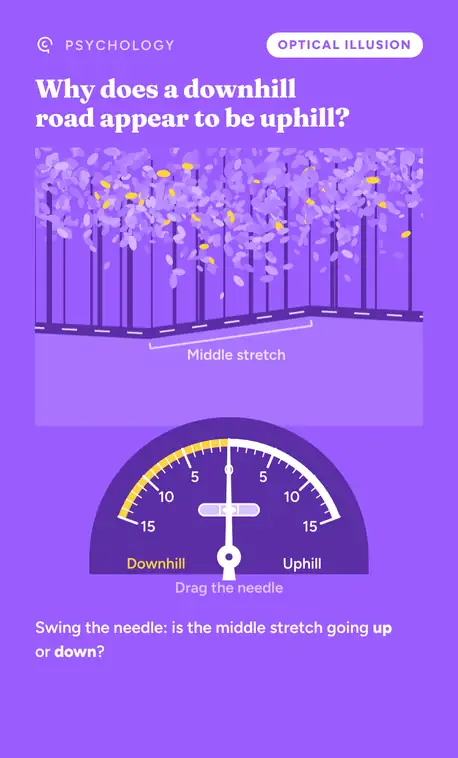 PSYCHOLOGY
OPTICAL ILLUSION
Why does a downhill
road appear to be uphill?
Middle stretch
0
5
5
10
10
15
15
Downhill
Uphill
Drag the needle
Swing the needle: is the middle stretch going up
or down?